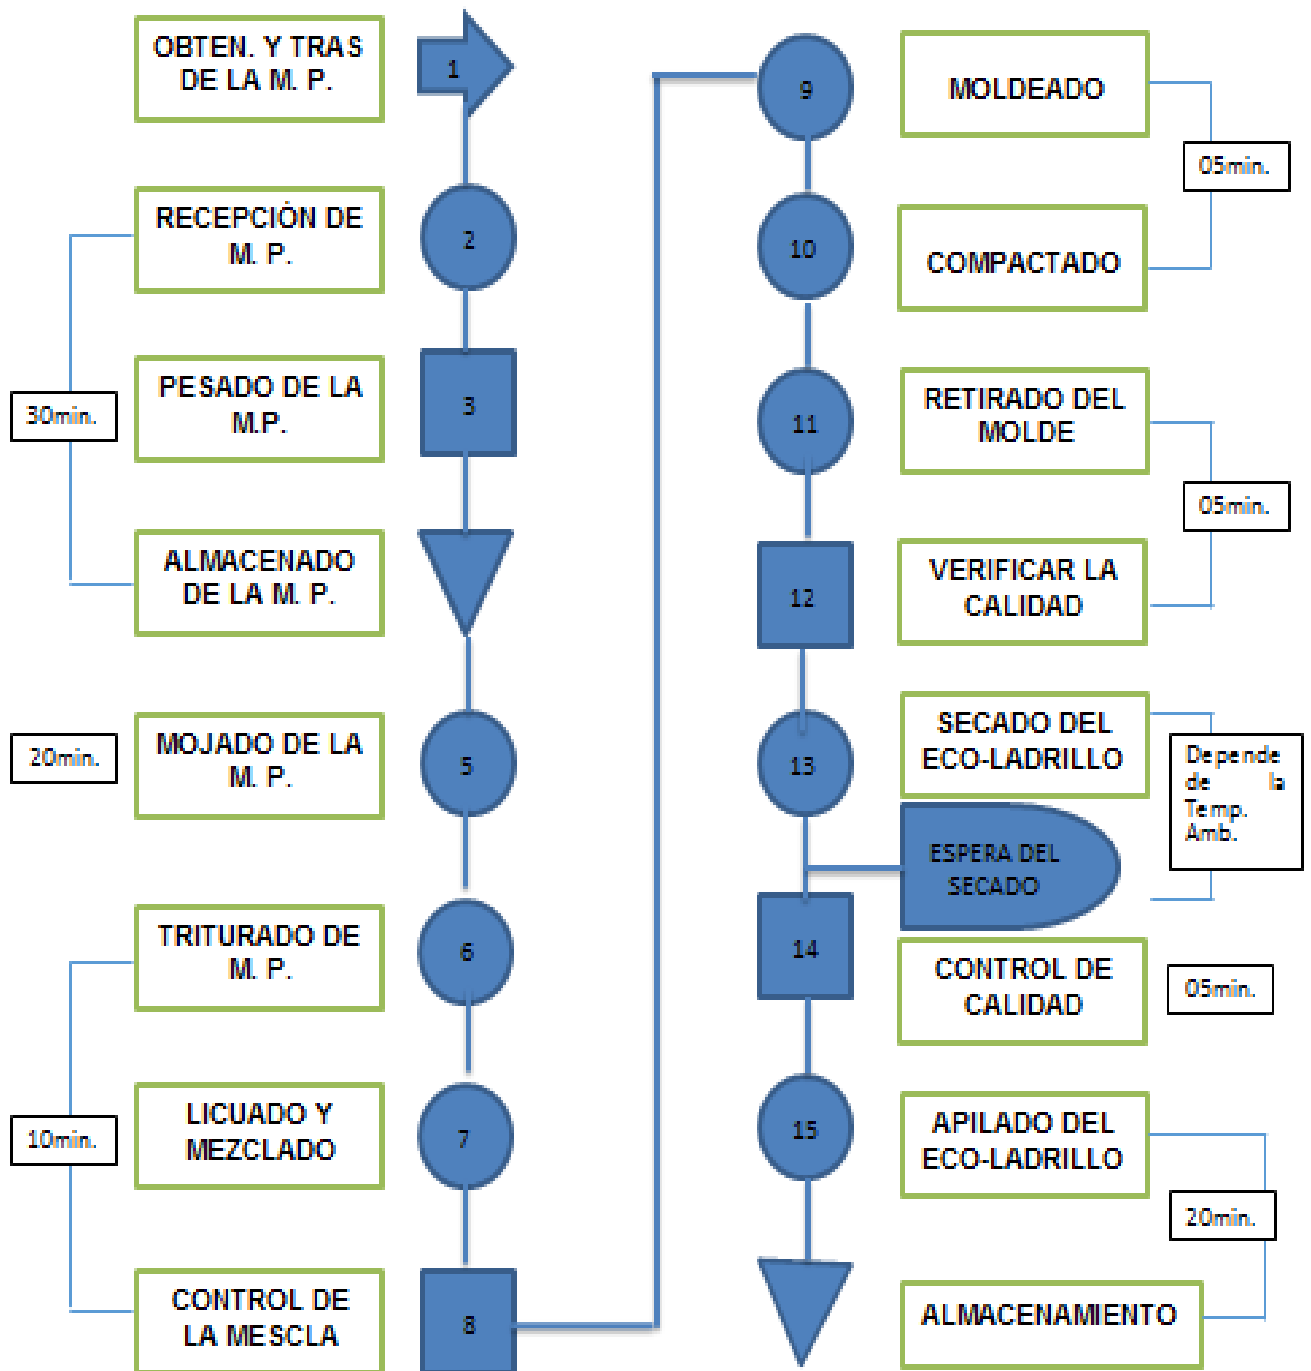 OBTEN. Y TRAS
DE LA M. P.
1
RECEPCIÓN DE
M. P.
2
PESADO DE LA
M.P.
3
30min.
ALMACENADO
DE LA M. P.
MOJADO DE LA
M. P.
20min.
5
TRITURADO DE
M. P.
6
LICUADO Y
MEZCLADO
10min.
7
CONTROL DE
LA MESCLA
8
9
MOLDEADO
05min.
10
COMPACTADO
11
RETIRADO DEL
MOLDE
05min.
12
VERIFICAR LA
CALIDAD
13
SECADO DEL
ECO-LADRILLO
Depende
de la
Temp.
Amb.
ESPERA DEL
SECADO
14
CONTROL DE
CALIDAD
05min.
15
APILADO DEL
ECO-LADRILLO
20min.
ALMACENAMIENTO